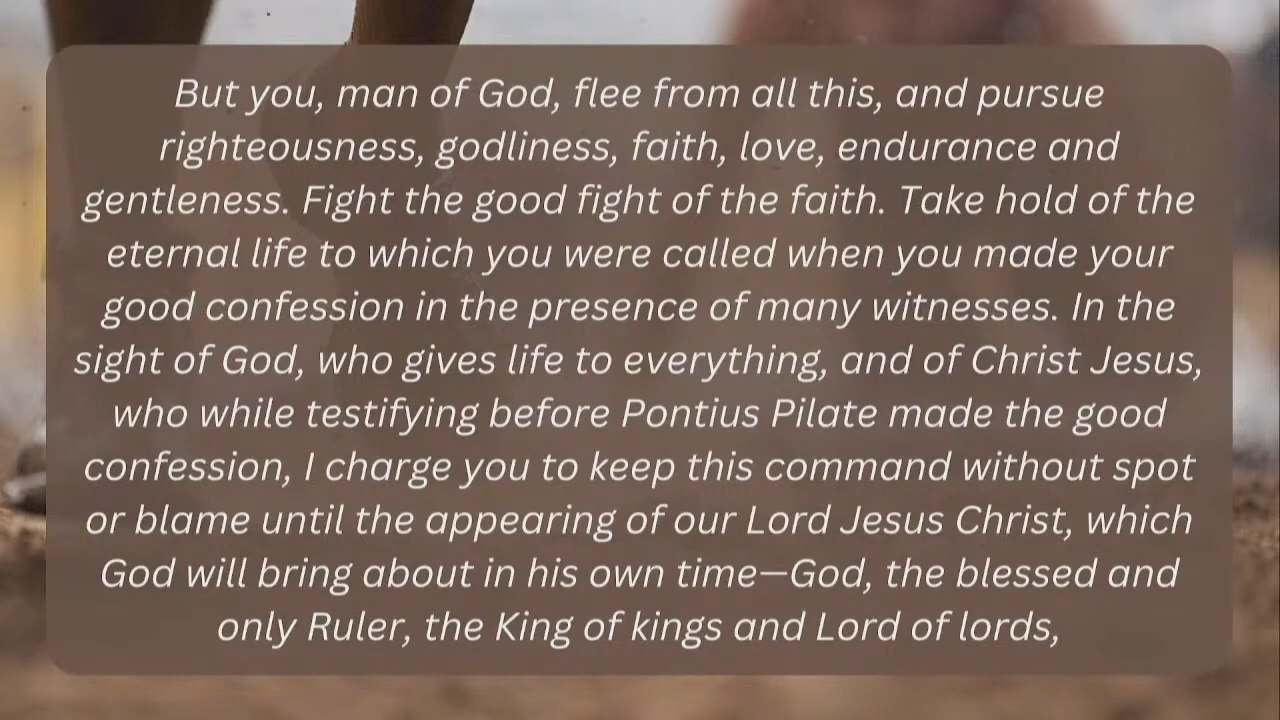 But you, man of God, flee from all this, and pursue
righteousness, godliness, faith, love, endurance and
gentleness. Fight the good fight of the faith. Take hold of the
eternal life to which you were called when you made your
good confession in the presence of many witnesses. In the
sight of God, who gives life to everything, and of Christ Jesus,
who while testifying before Pontius Pilate made the good
confession, I charge you to keep this command without spot
or blame until the appearing of our Lord Jesus Christ, which
God will bring about in his own time—God, the blessed and
only Ruler, the King of kings and Lord of lords,